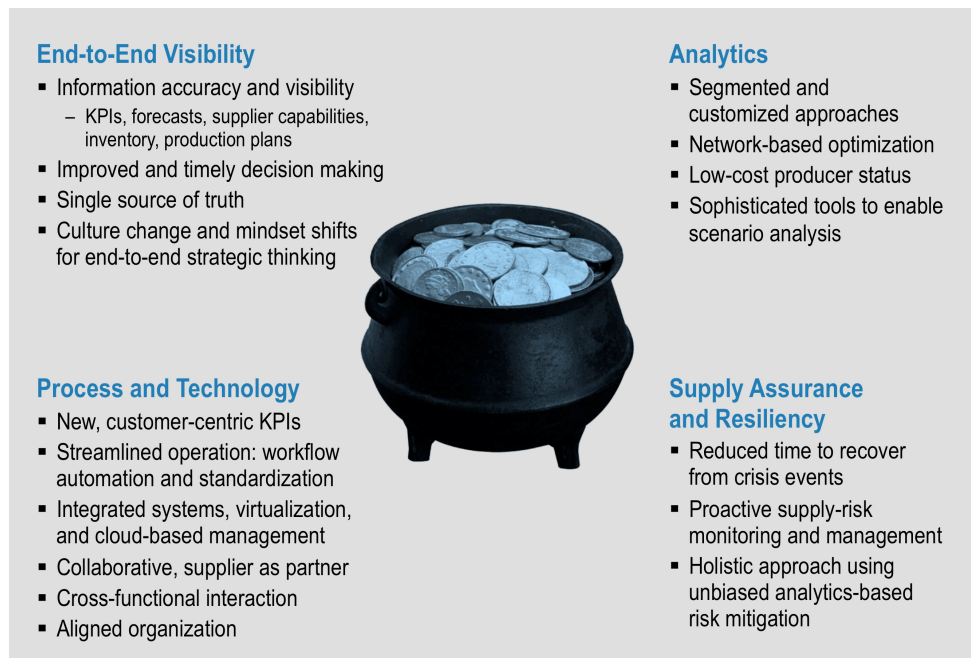 End-to-End Visibility
▪ Information accuracy and visibility
– KPIs, forecasts, supplier capabilities,
inventory, production plans
▪ Improved and timely decision making
▪ Single source of truth
▪ Culture change and mindset shifts
for end-to-end strategic thinking
Analytics
▪ Segmented and
customized approaches
▪ Network-based optimization
▪ Low-cost producer status
▪ Sophisticated tools to enable
scenario analysis
Process and Technology
▪ New, customer-centric KPIs
▪ Streamlined operation: workflow
automation and standardization
▪ Integrated systems, virtualization,
and cloud-based management
▪ Collaborative, supplier as partner
▪ Cross-functional interaction
▪ Aligned organization
Supply Assurance
and Resiliency
▪ Reduced time to recover
from crisis events
▪ Proactive supply-risk
monitoring and management
▪ Holistic approach using
unbiased analytics-based
risk mitigation